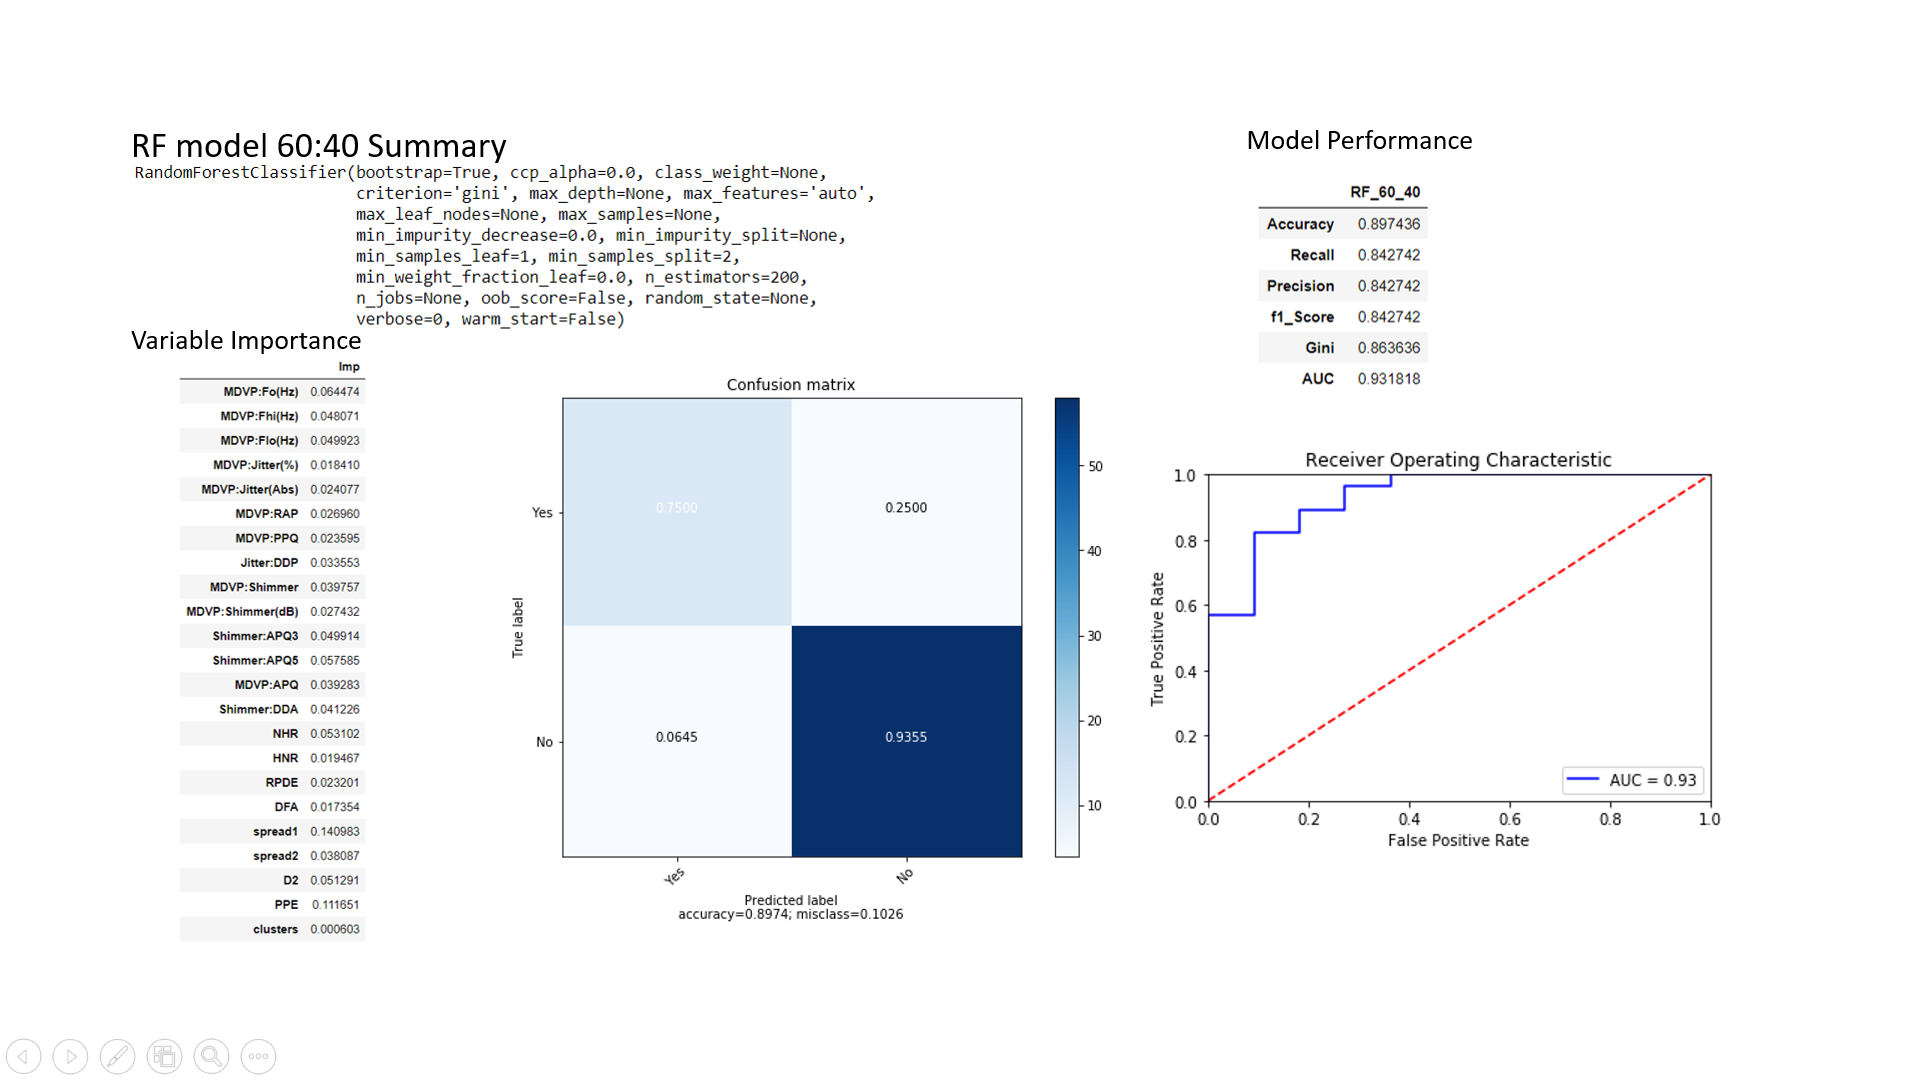 RF model 60:40 Summary
RandomForestClassifier(bootstrap=True, ccp_alpha=0.0, class_weight=None,
criterion='gini', max_depth=None, max_features='auto',
max_leaf_nodes=None, max_samples=None,
min_impurity_decrease=0.0, min_impurity_split=None,
min_samples_leaf=1, min_samples_split=2,
min_weight_fraction_leaf=0.0, n_estimators=200,
n_jobs=None, oob_score=False, random_state=None,
verbose=0, warm_start=False)
Variable Importance
Imp
MDVP:Fo(Hz) 0.064474
MDVP:Fhi(Hz) 0.048071
MDVP:Flo(Hz) 0.049923
MDVP:Jitter(%) 0.018410
MDVP:Jitter(Abs) 0.024077
MDVP:RAP 0.026960
MDVP:PPQ 0.023595
Jitter:DDP 0.033553
MDVP:Shimmer 0.039757
MDVP:Shimmer(dB) 0.027432
Shimmer:APQ3 0.049914
Shimmer:APQ5 0.057585
MDVP:APQ 0.039283
Shimmer:DDA 0.041226
NHR 0.053102
HNR 0.019467
RPDE 0.023201
DFA 0.017354
spread1 0.140983
spread2 0.038087
D2 0.051291
PPE 0.111651
clusters 0.000603
Confusion matrix
True label
Yes
0.7500 0.2500
No
0.0645 0.9355
Yes No
Predicted label
accuracy=0.8974; misclass=0.1026
50
40
30
20
10
Model Performance
RF_60_40
Accuracy 0.897436
Recall 0.842742
Precision 0.842742
f1_Score 0.842742
Gini 0.863636
AUC 0.931818
Receiver Operating Characteristic
True Positive Rate
1.0
0.8
0.6
0.4
0.2
0.0
AUC = 0.93
0.0 0.2 0.4 0.6 0.8 1.0
False Positive Rate